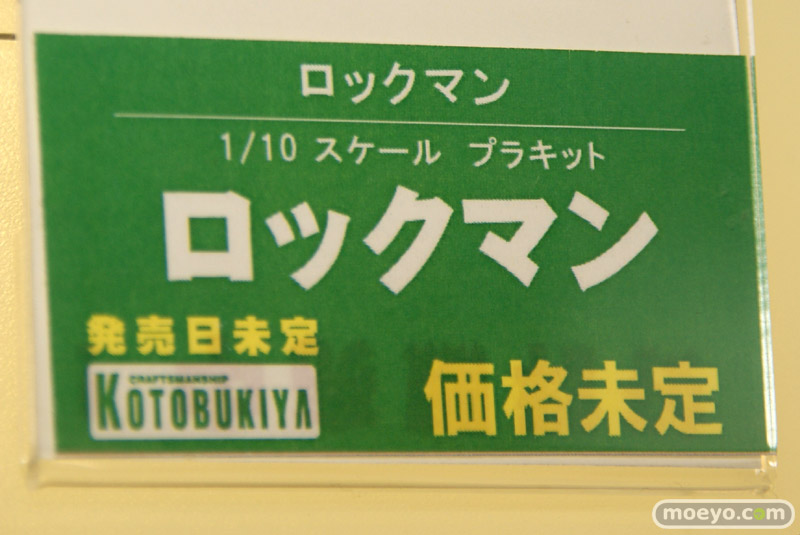 ロックマン
1/10 スケール プラキット
ロックマン
発売日未定
CRAFTSMANSHIP
KOTOBUKIYA
価格未定
moeyo.com